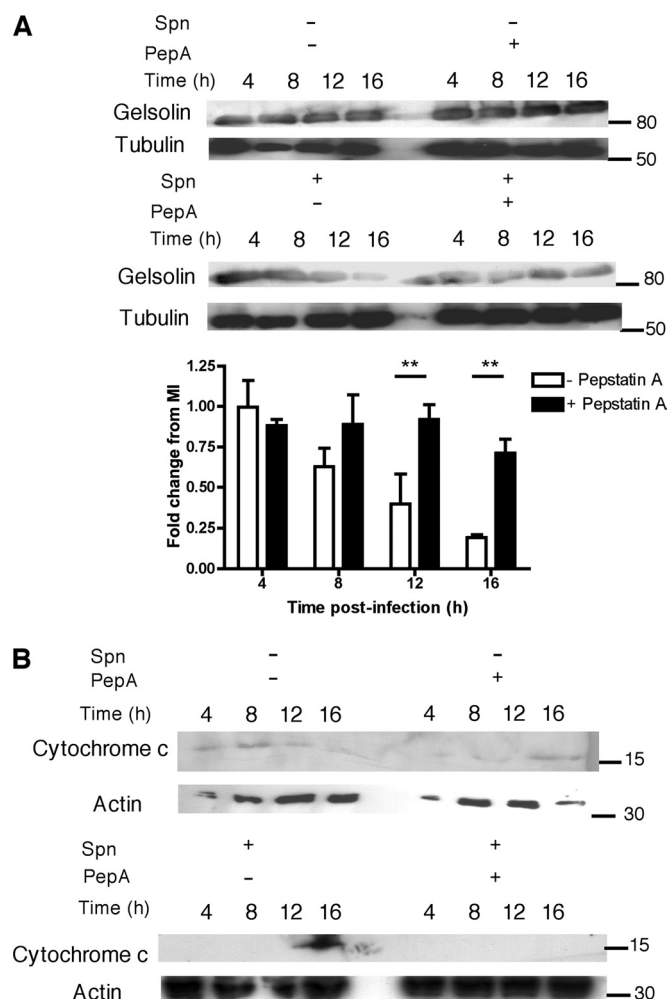 A
Spn - -
PepA - +
Time (h) 4 8 12 16 4 8 12 16
Gelsolin 80
Tubulin 50
Spn + +
PepA - +
Time (h) 4 8 12 16 4 8 12 16
Gelsolin 80
Tubulin 50
Fold change from MI
1.25
1.00
0.75
0.50
0.25
0.00
** **
- Pepstatin A
+ Pepstatin A
4 8 12 16
Time post-infection (h)
B
Spn - -
PepA - +
Time (h) 4 8 12 16 4 8 12 16
Cytochrome c 15
Actin 30
Spn + +
PepA - +
Time (h) 4 8 12 16 4 8 12 16
Cytochrome c 15
Actin 30